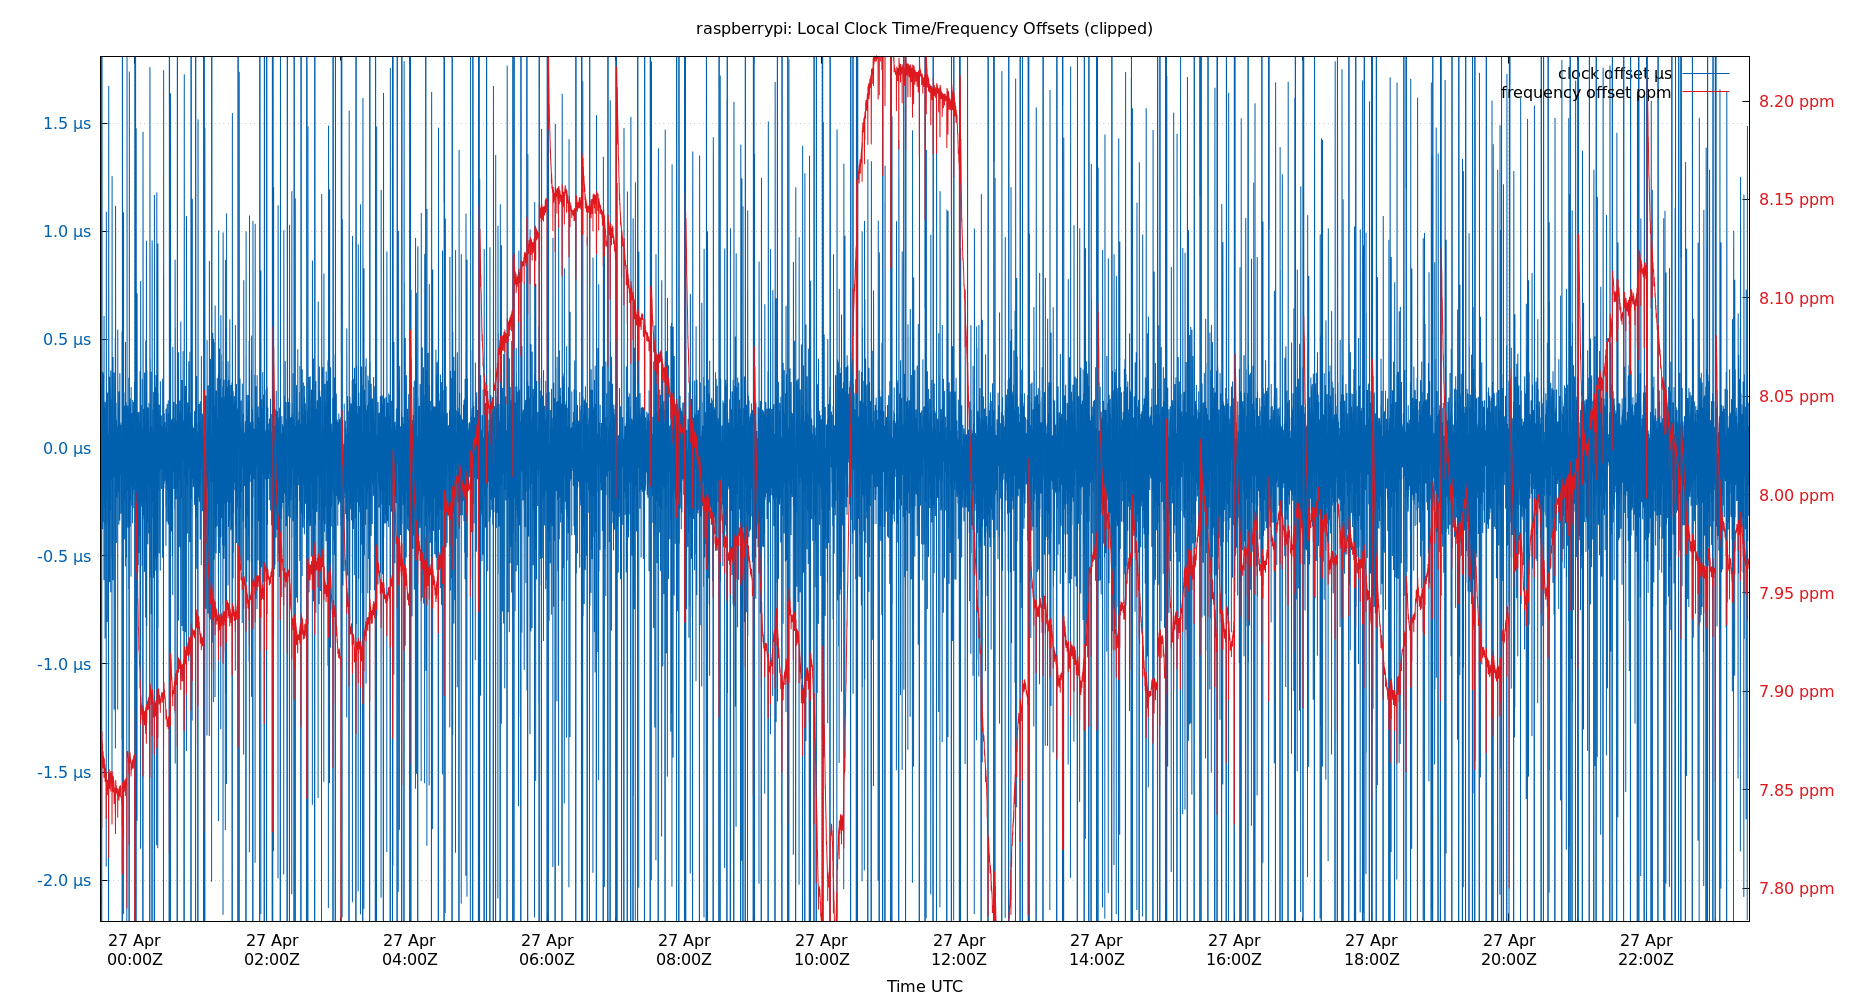 raspberrypi: Local Clock Time/Frequency Offsets (clipped)
clock offset µs
frequency offset ppm
1.5 µs
1.0 µs
0.5 µs
0.0 µs
-0.5 µs
-1.0 µs
-1.5 µs
-2.0 µs
8.20 ppm
8.15 ppm
8.10 ppm
8.05 ppm
8.00 ppm
7.95 ppm
7.90 ppm
7.85 ppm
7.80 ppm
27 Apr 27 Apr 27 Apr 27 Apr 27 Apr 27 Apr 27 Apr 27 Apr 27 Apr 27 Apr 27 Apr 27 Apr
00:00Z 02:00Z 04:00Z 06:00Z 08:00Z 10:00Z 12:00Z 14:00Z 16:00Z 18:00Z 20:00Z 22:00Z
Time UTC